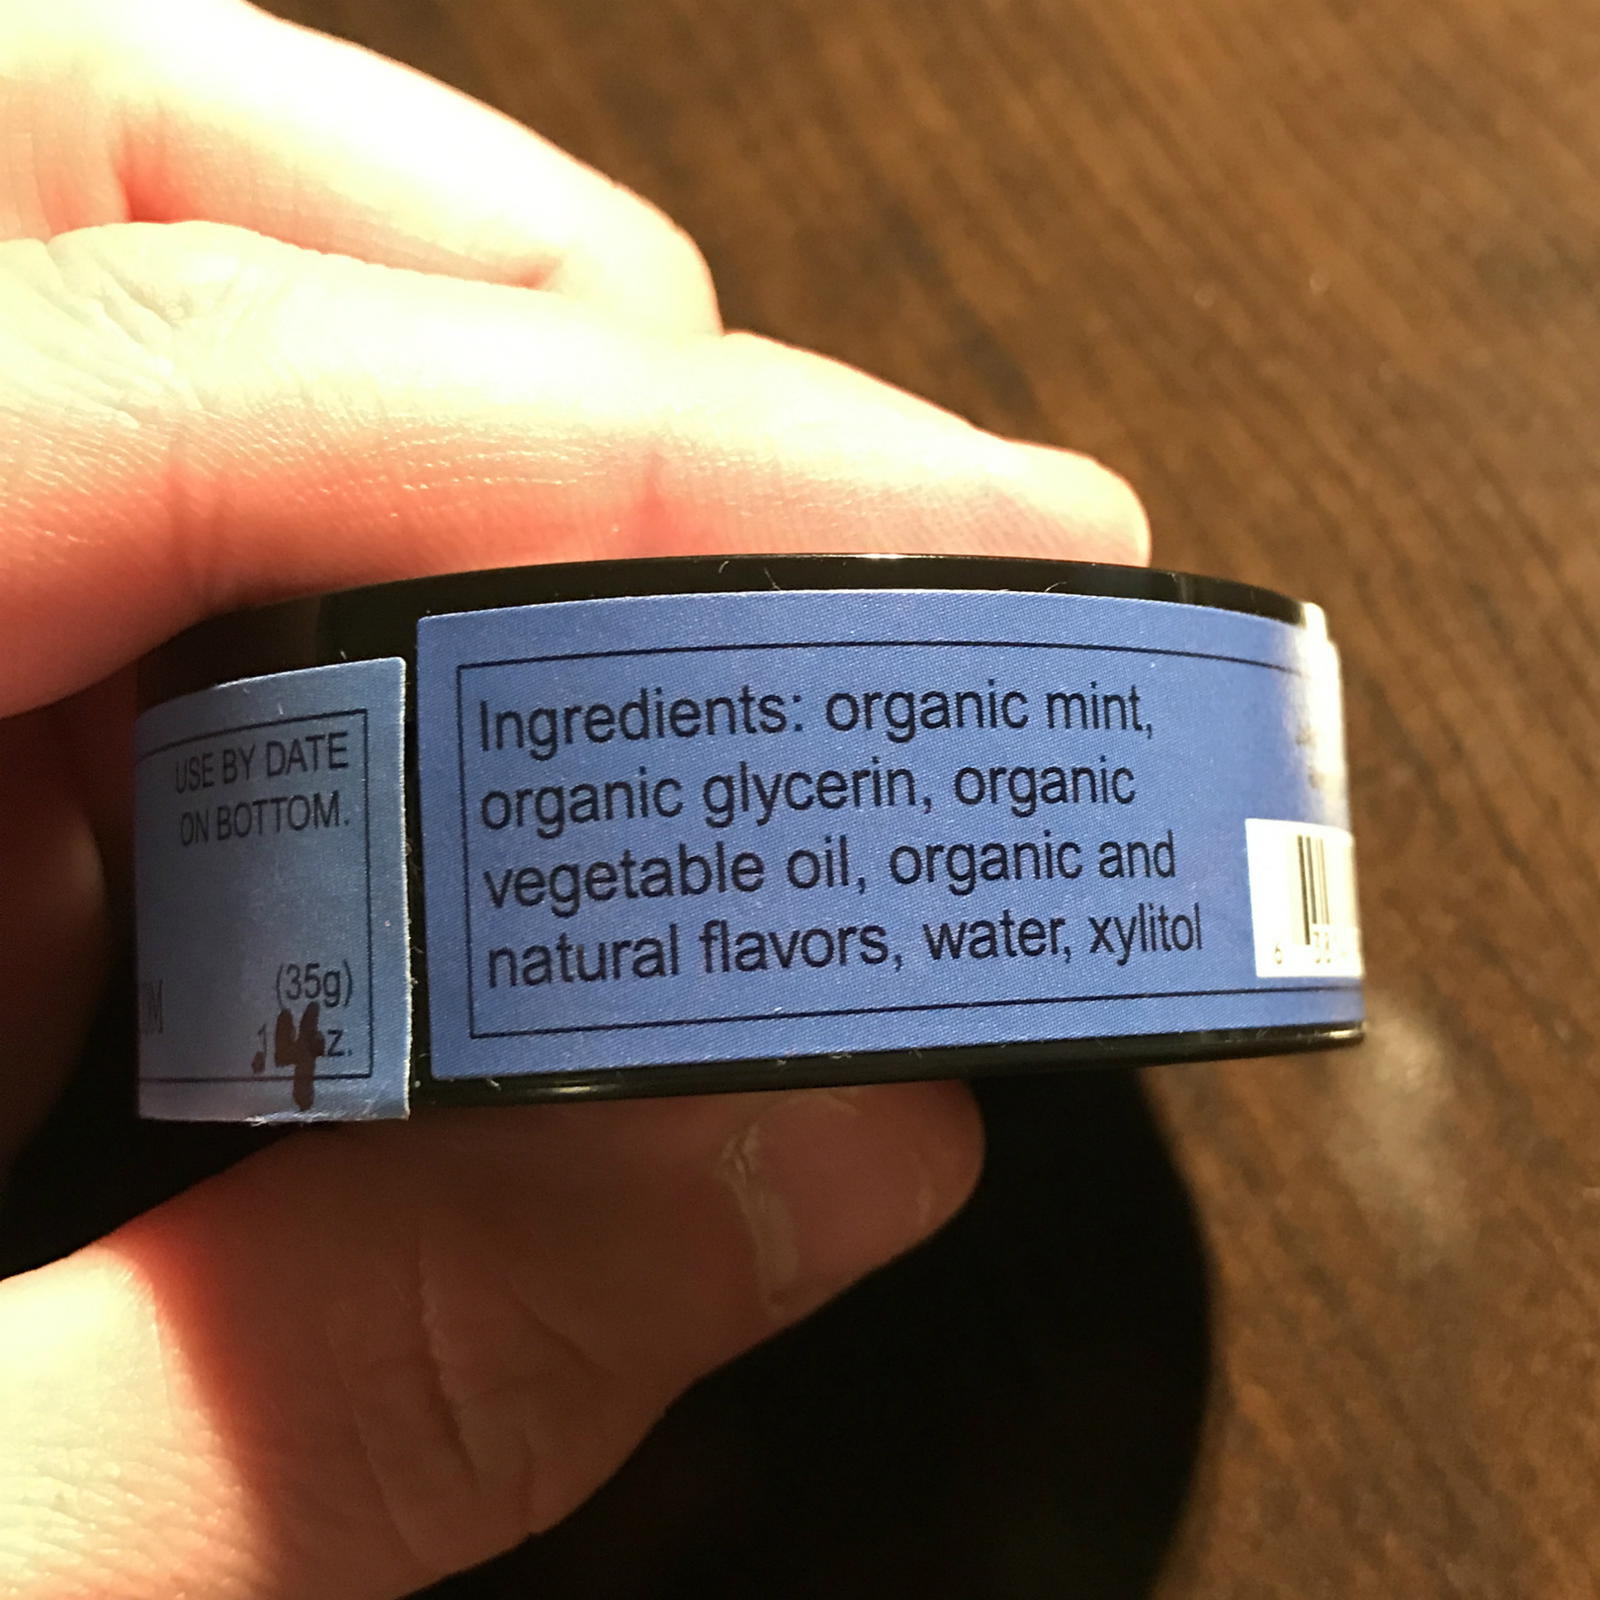 USE BY DATE
ON BOTTOM.
(35g)
Ingredients: organic mint,
organic glycerin, organic
vegetable oil, organic and
natural flavors, water, xylitol
6